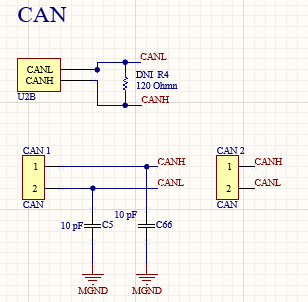 CAN
CANL
CANL
CANH
DNI R4
120 Ohmn
U2B
CANH
CAN 1
CAN 2
1
CANH
1
CANH
2
CANL
2
CANL
CAN
CAN
10 pF
10 pF
C5
C66
MGND
MGND